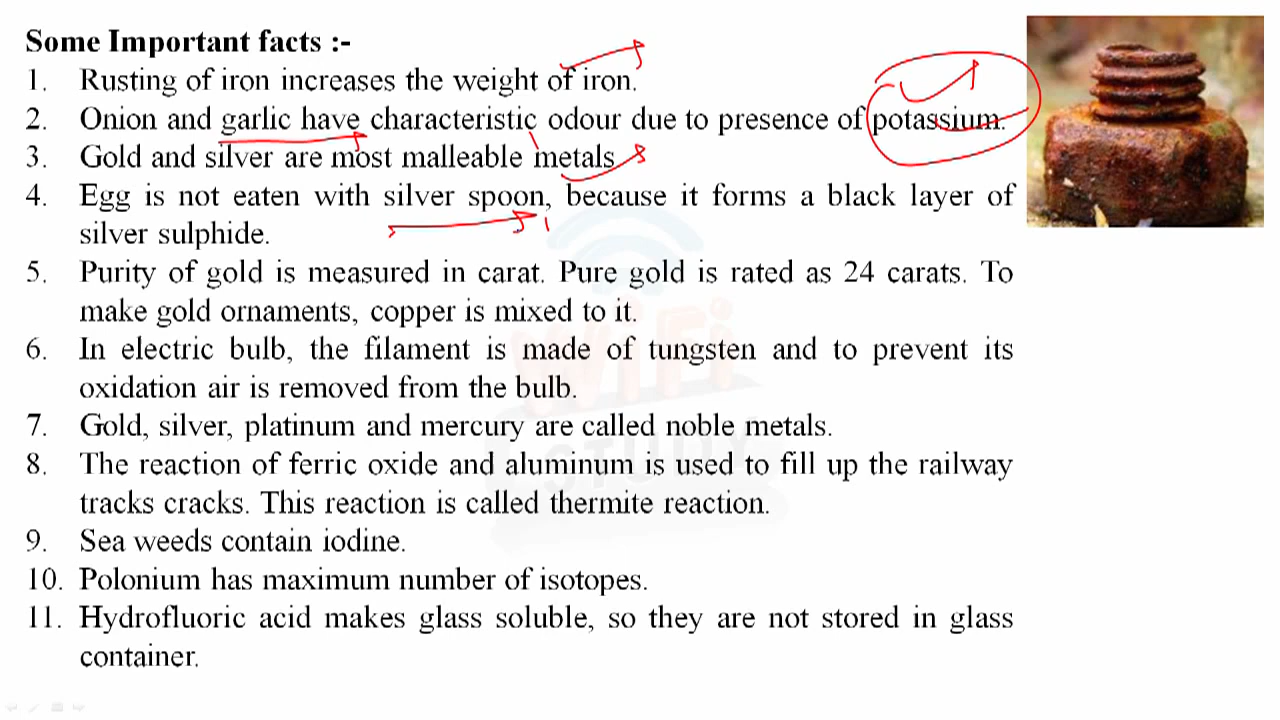 Some Important facts :-
1. Rusting of iron increases the weight of iron.
2. Onion and garlic have characteristic odour due to presence of potassium.
3. Gold and silver are most malleable metals
4. Egg is not eaten with silver spoon, because it forms a black layer of
silver sulphide.
5. Purity of gold is measured in carat. Pure gold is rated as 24 carats. To
make gold ornaments, copper is mixed to it.
6. In electric bulb, the filament is made of tungsten and to prevent its
oxidation air is removed from the bulb.
7. Gold, silver, platinum and mercury are called noble metals.
8. The reaction of ferric oxide and aluminum is used to fill up the railway
tracks cracks. This reaction is called thermite reaction.
9. Sea weeds contain iodine.
10. Polonium has maximum number of isotopes.
11. Hydrofluoric acid makes glass soluble, so they are not stored in glass
container.
WiFi
STUDY